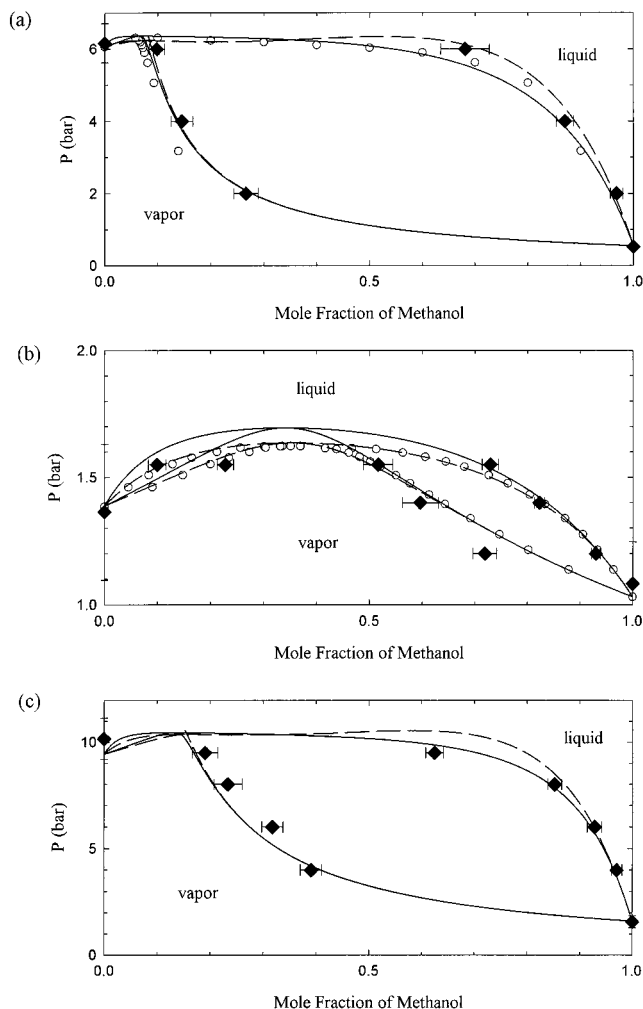 (a)
6
4
2
0
P (bar)
liquid
vapor
0.0
0.5
1.0
Mole Fraction of Methanol
(b)
2.0
1.5
1.0
P (bar)
liquid
vapor
0.0
0.5
1.0
Mole Fraction of Methanol
(c)
10
5
0
P (bar)
liquid
vapor
0.0
0.5
1.0
Mole Fraction of Methanol